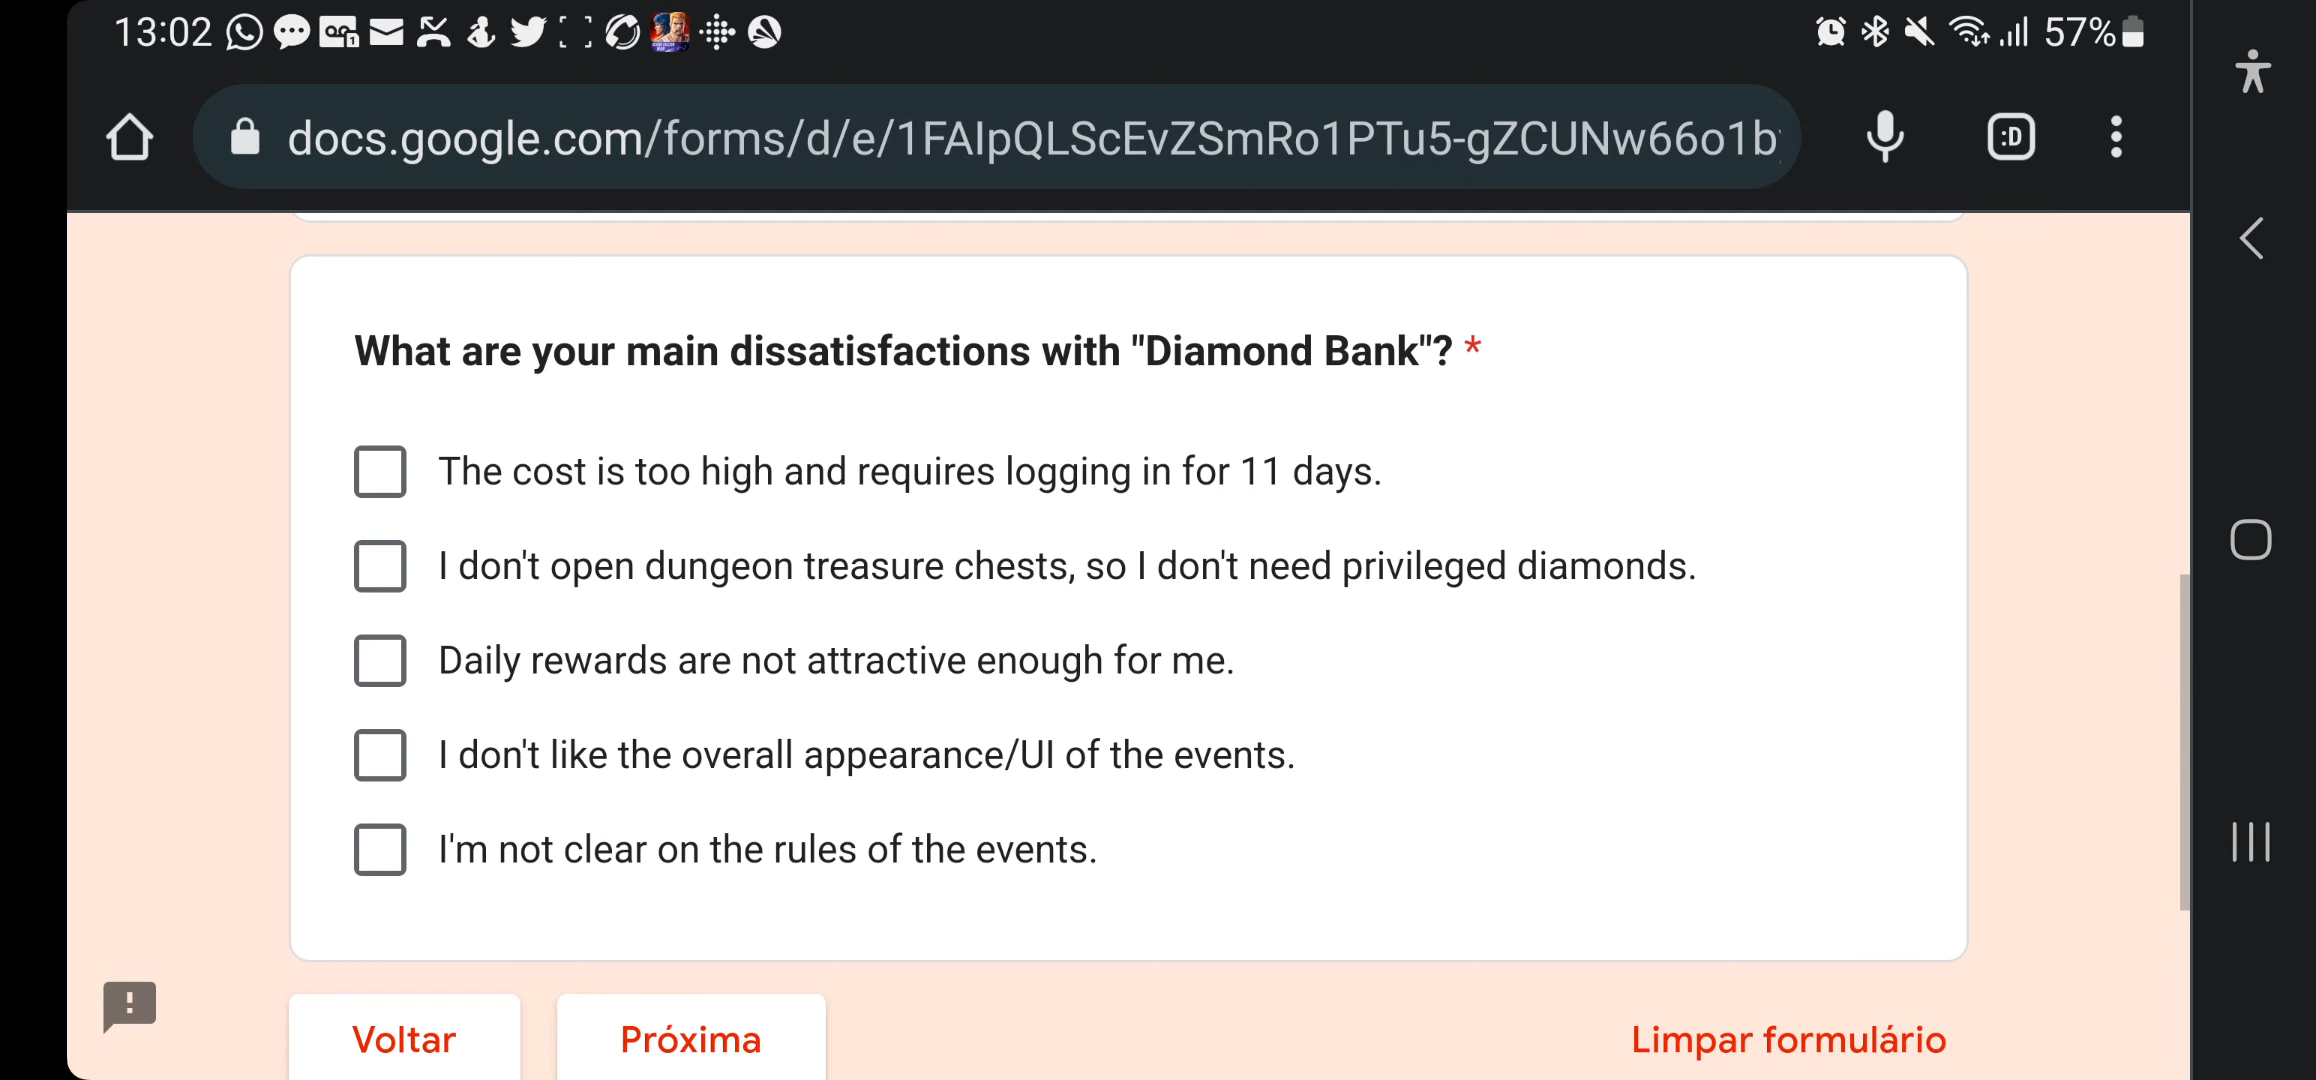 13:02
57%
docs.google.com/forms/d/e/1FAIpQLScEvZSmRo1PTu5-gZCUNw66o1b
:D
What are your main dissatisfactions with "Diamond Bank"? *
The cost is too high and requires logging in for 11 days.
I don't open dungeon treasure chests, so I don't need privileged diamonds.
Daily rewards are not attractive enough for me.
I don't like the overall appearance/UI of the events.
I'm not clear on the rules of the events.
Voltar
Próxima
Limpar formulário